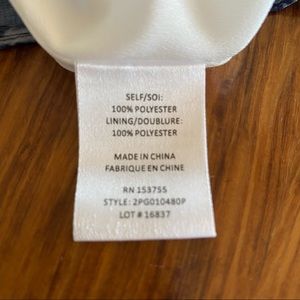 SELF/SOI:
100% POLYESTER
LINING/DOUBLURE:
100% POLYESTER
MADE IN CHINA
FABRIQUE EN CHINE
RN 153755
STYLE: 2PG010480P
LOT # 16837